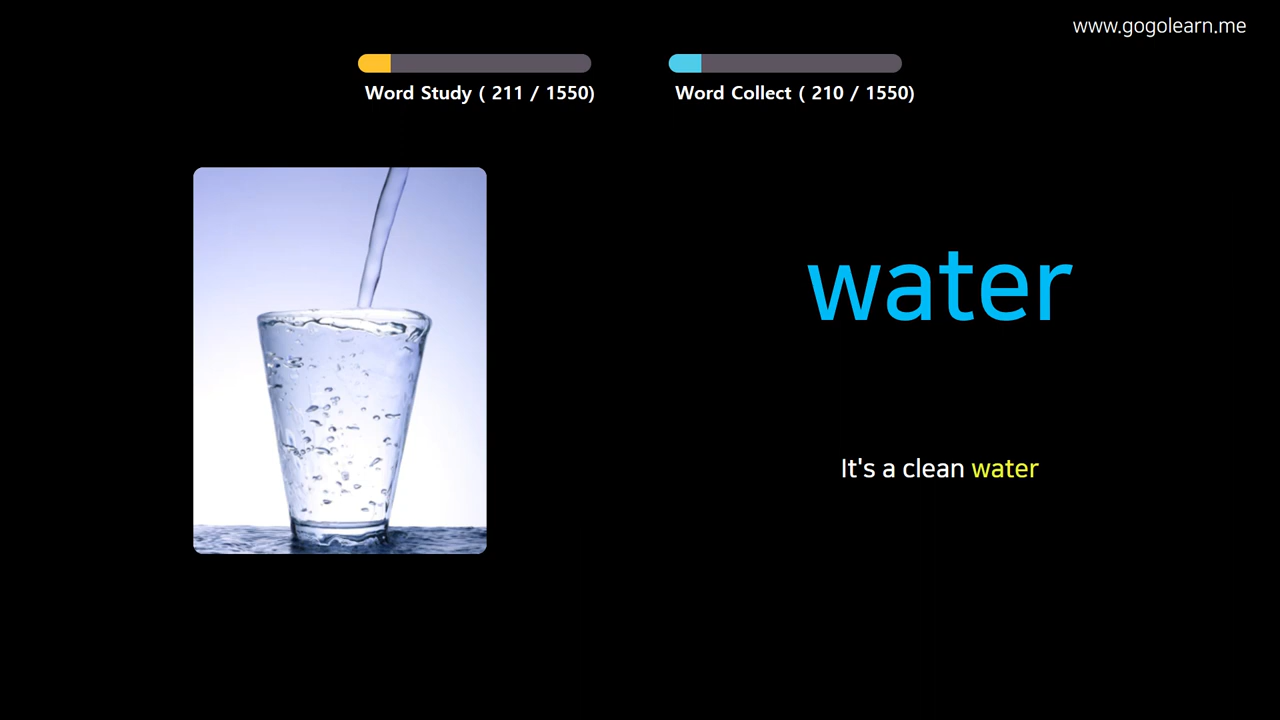 www.gogolearn.me
Word Study ( 211 / 1550)
Word Collect ( 210 / 1550)
water
It's a clean water